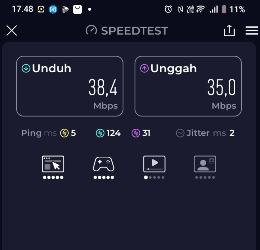 17.48 11%
SPEEDTEST
Unduh Unggah
38,4 35,0
Mbps Mbps
Ping ms 5 124 31 Jitter ms 2